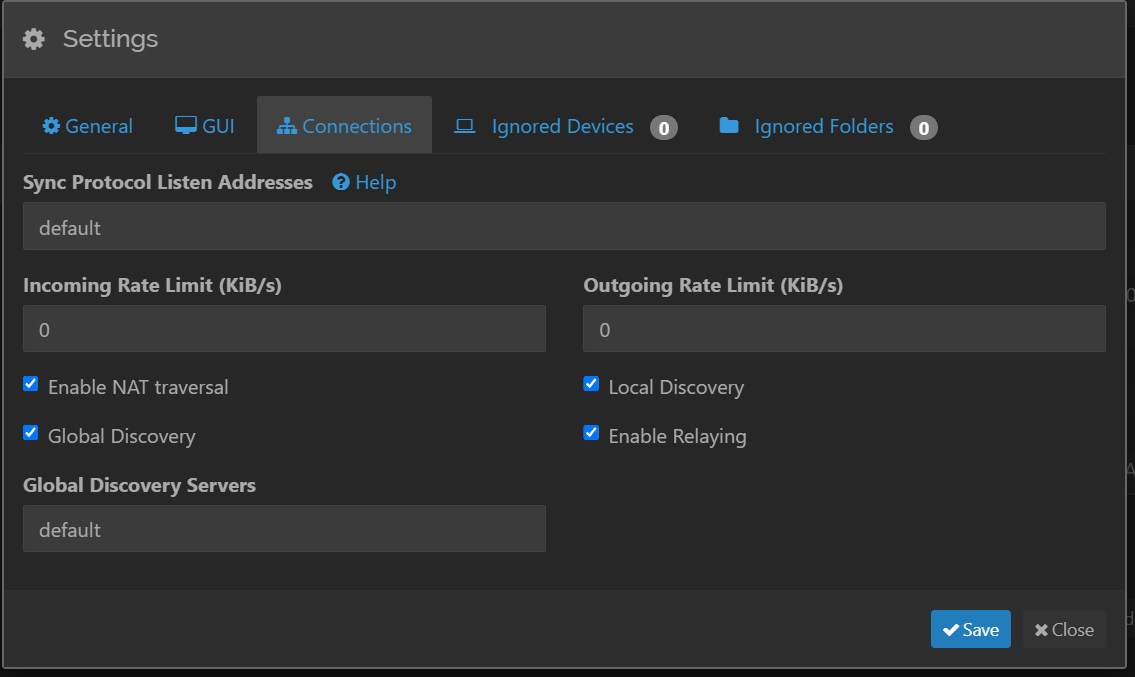 Settings
General GUI Connections Ignored Devices 0 Ignored Folders 0
Sync Protocol Listen Addresses Help
default
Incoming Rate Limit (KiB/s) Outgoing Rate Limit (KiB/s)
0 0
Enable NAT traversal Local Discovery
Global Discovery Enable Relaying
Global Discovery Servers
default
Save Close